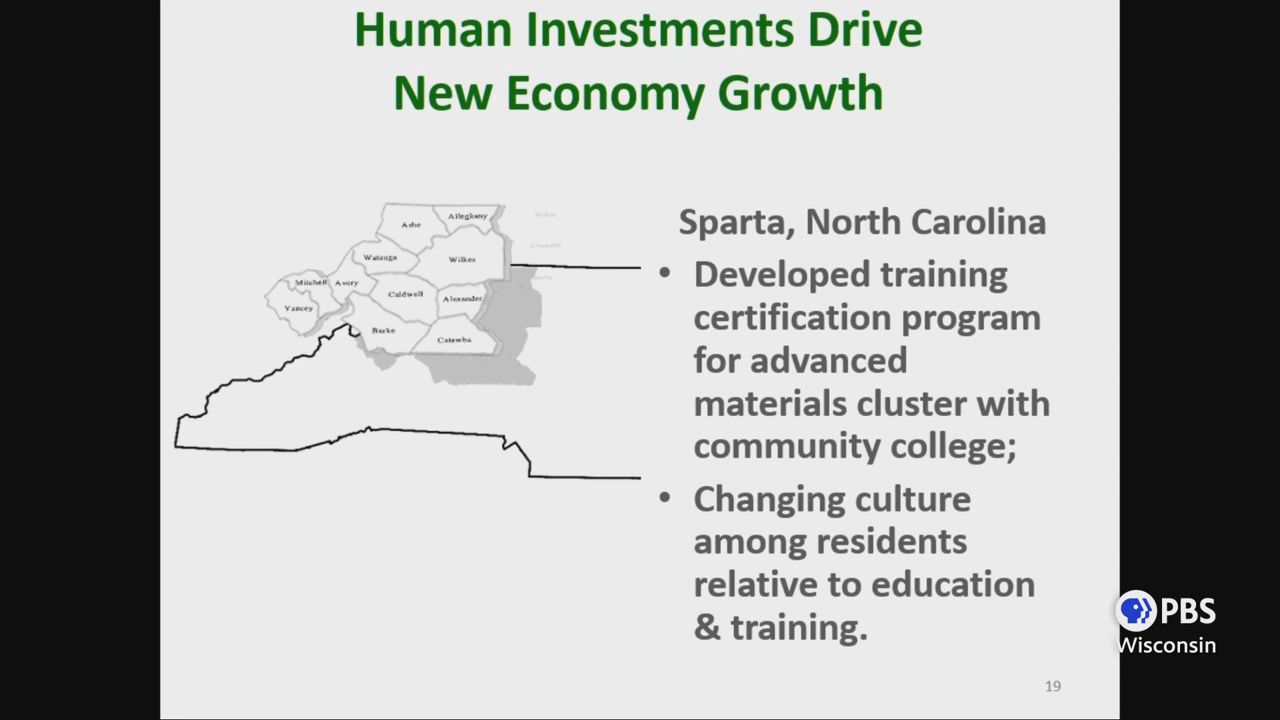 Human Investments Drive
New Economy Growth
Ashe
Alleghany
Watauga
Wilkes
Mitchell
Avery
Caldwell
Alexander
Yancey
Burke
Catawba
Sparta, North Carolina
• Developed training
certification program
for advanced
materials cluster with
community college;
• Changing culture
among residents
relative to education
& training.
PBS
Wisconsin
19